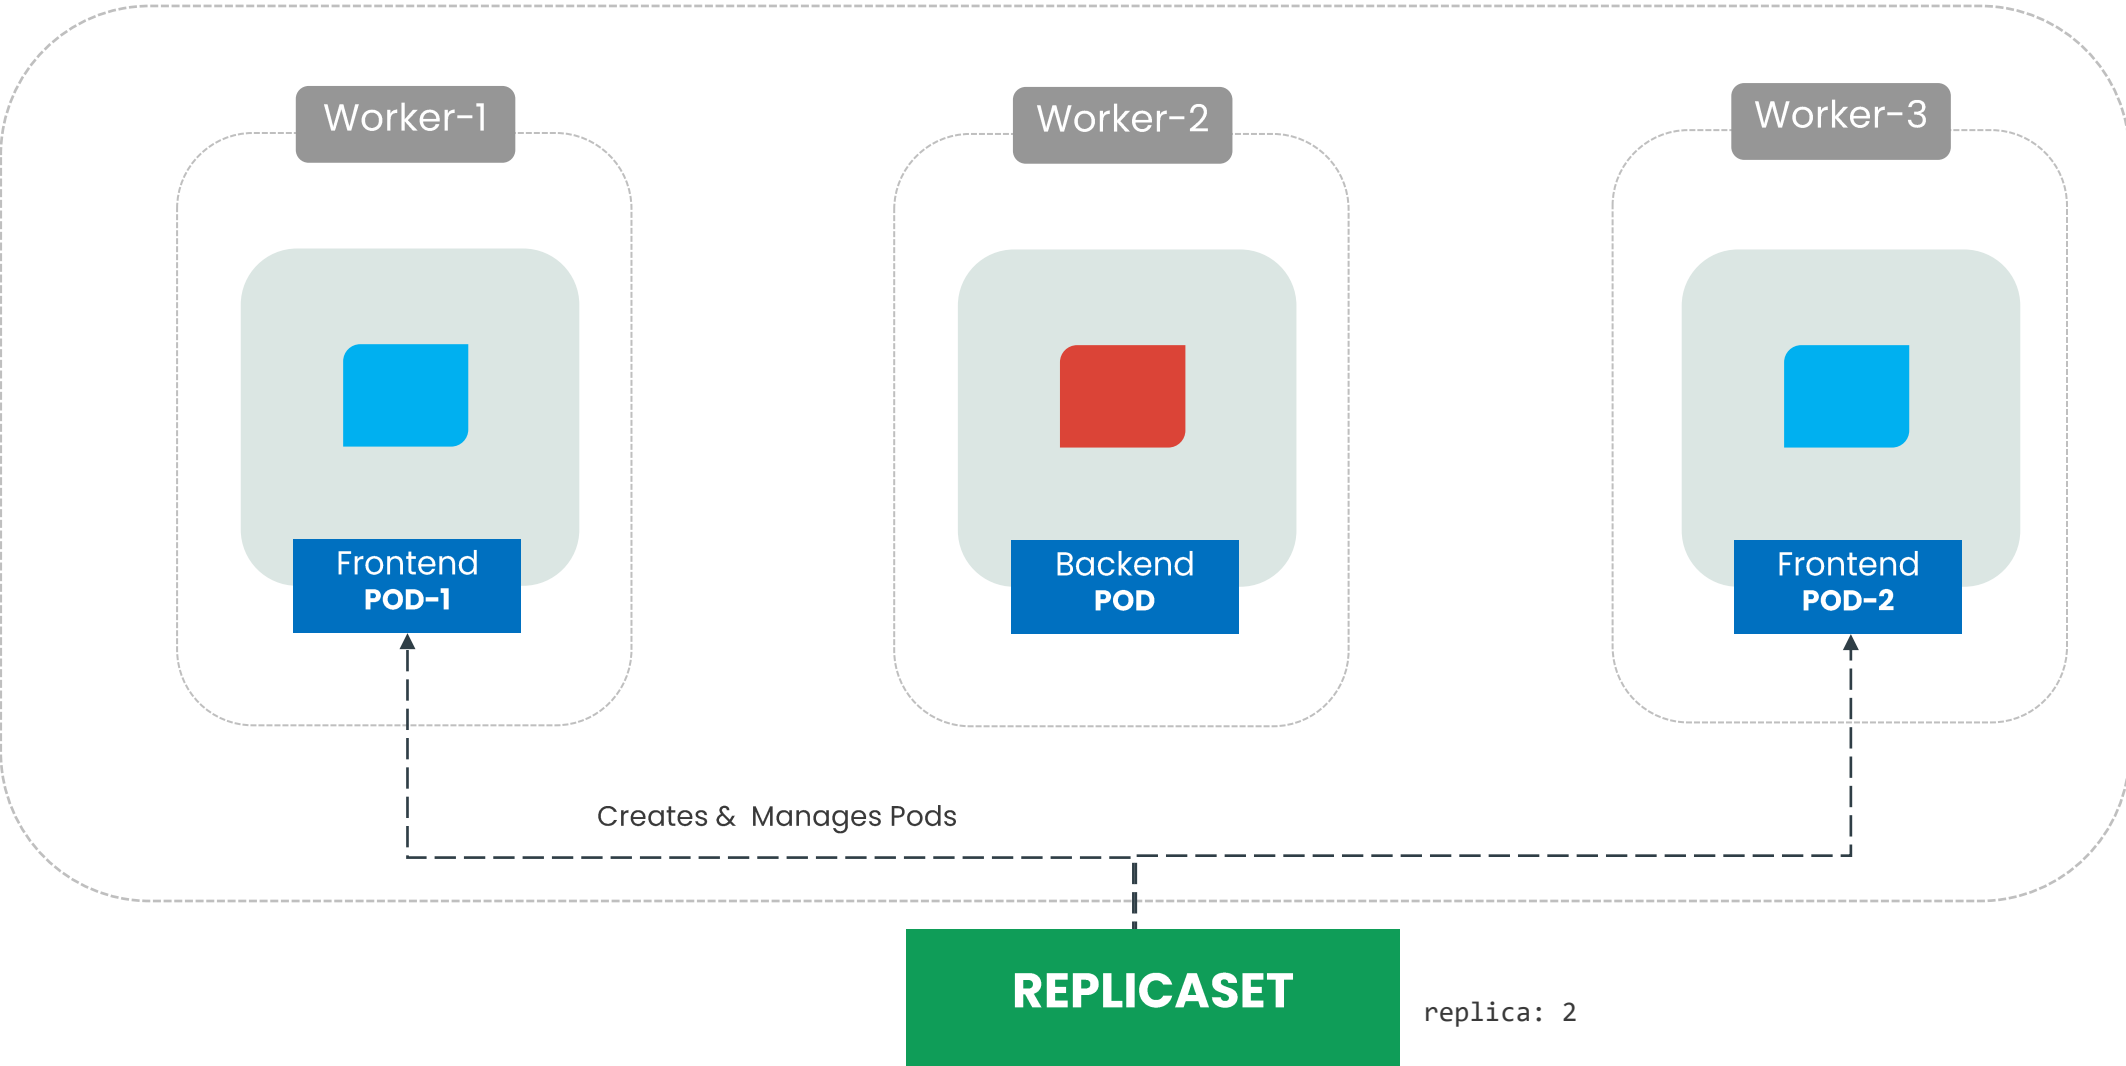 Worker-1
Worker-2
Worker-3
Frontend
POD-1
Backend
POD
Frontend
POD-2
Creates & Manages Pods
REPLICASET
replica: 2